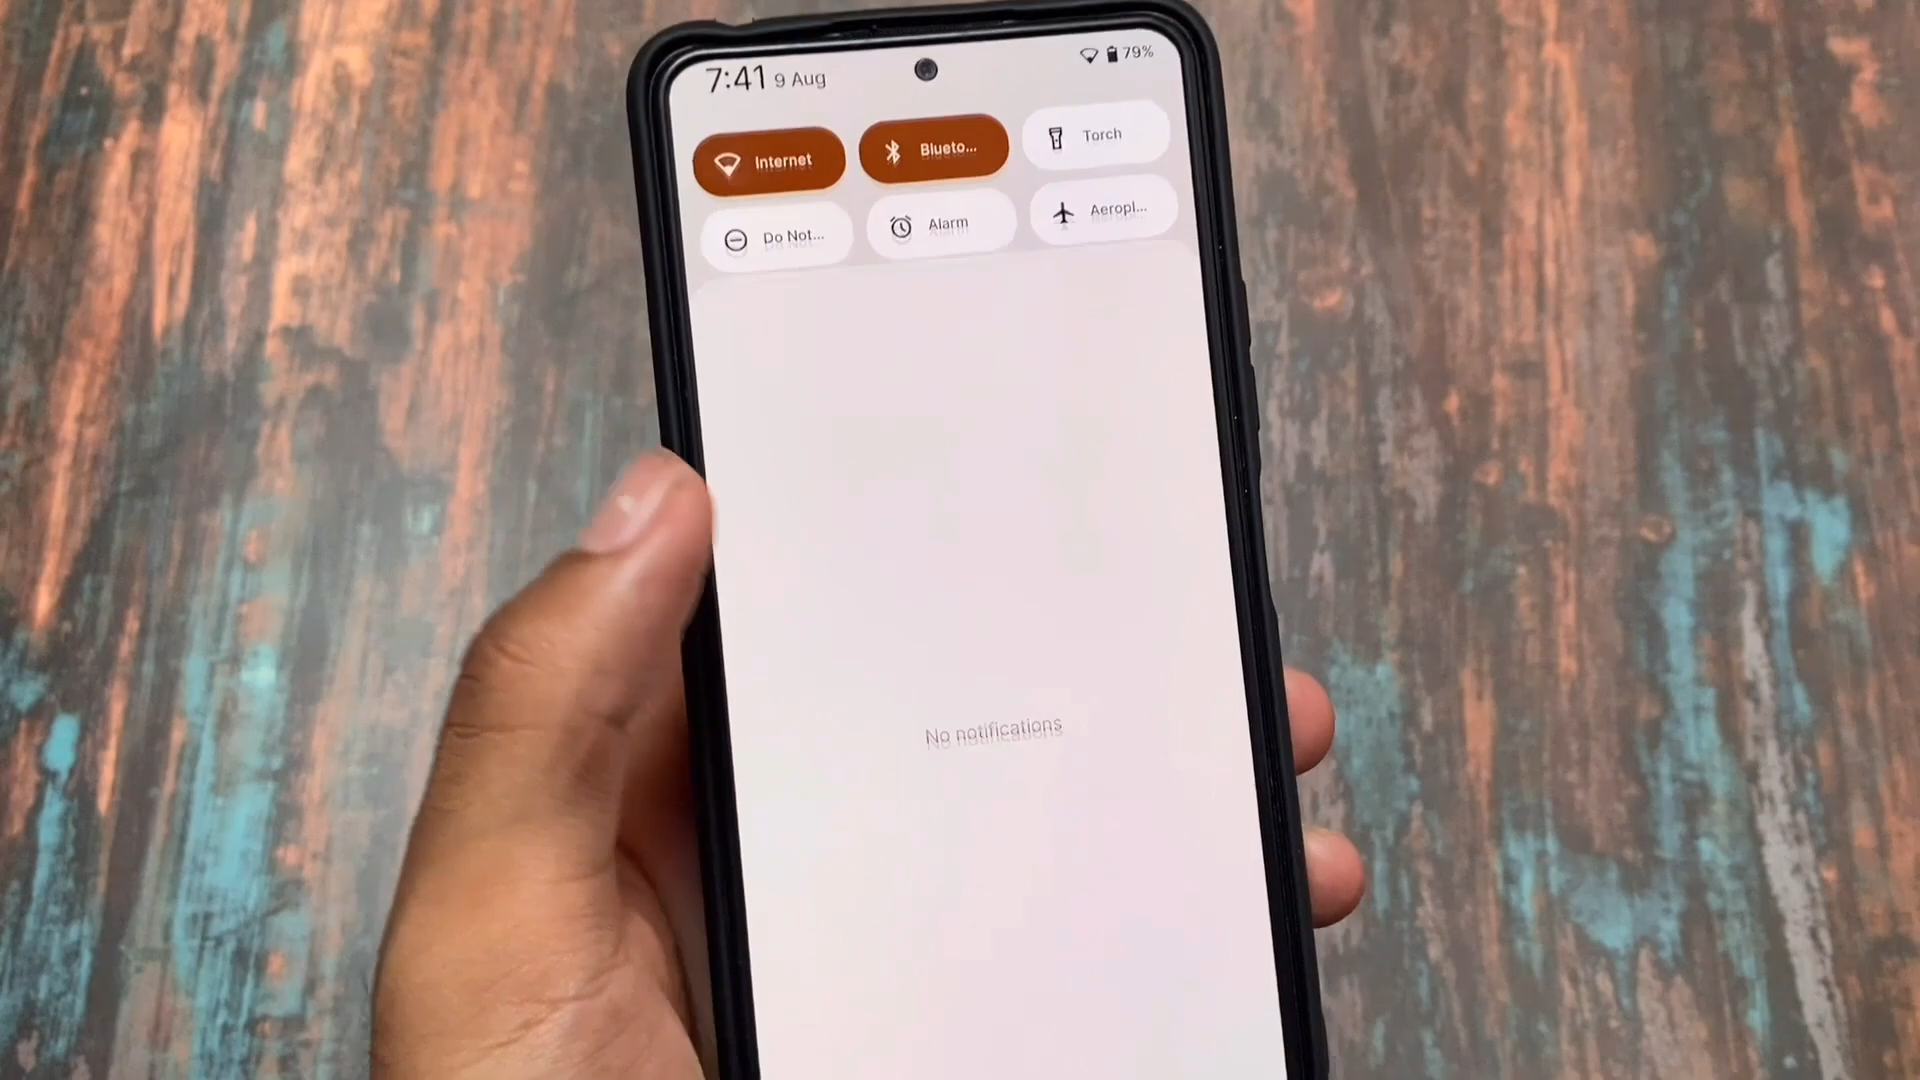 7:41 9 Aug 79%
Internet Blueto... Torch
Do Not... Alarm Aeropl...
No notifications